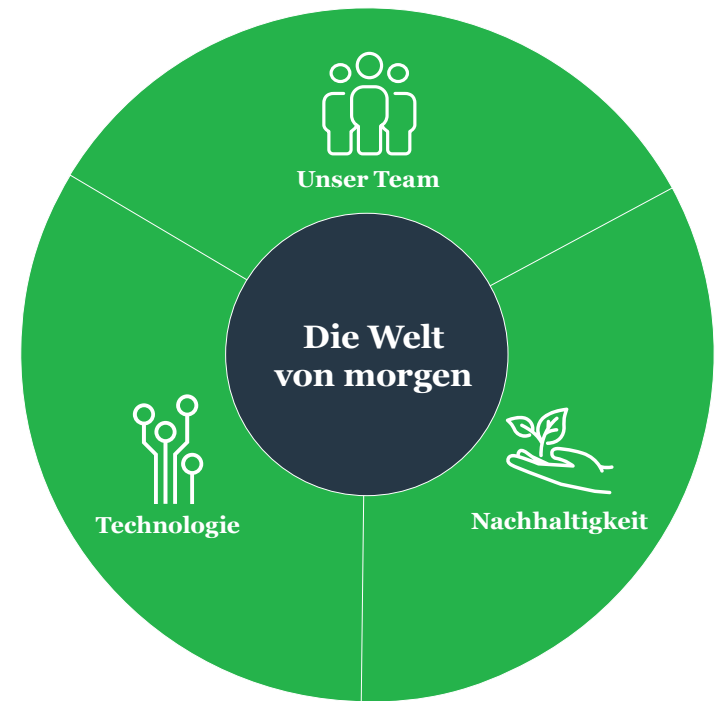 Unser Team
Die Welt
von morgen
Technologie
Nachhaltigkeit